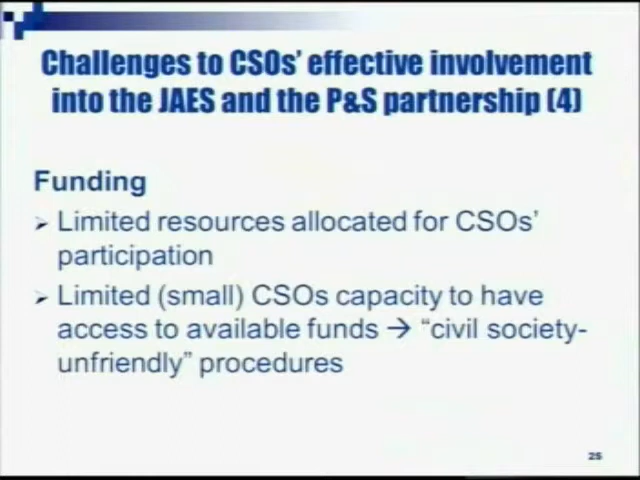 Challenges to CSOs' effective involvement
into the JAES and the P&S partnership (4)
Funding
➢ Limited resources allocated for CSOs'
participation
➢ Limited (small) CSOs capacity to have
access to available funds → "civil society-
unfriendly" procedures
25